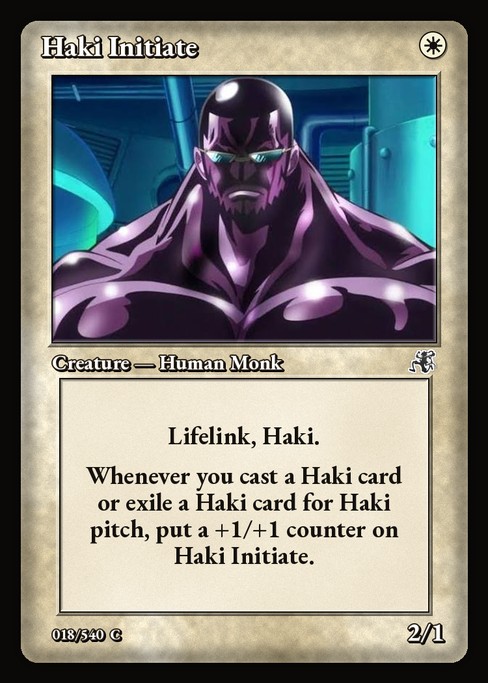 Haki Initiate
Creature — Human Monk
Lifelink, Haki.
Whenever you cast a Haki card
or exile a Haki card for Haki
pitch, put a +1/+1 counter on
Haki Initiate.
018/540 C
2/1